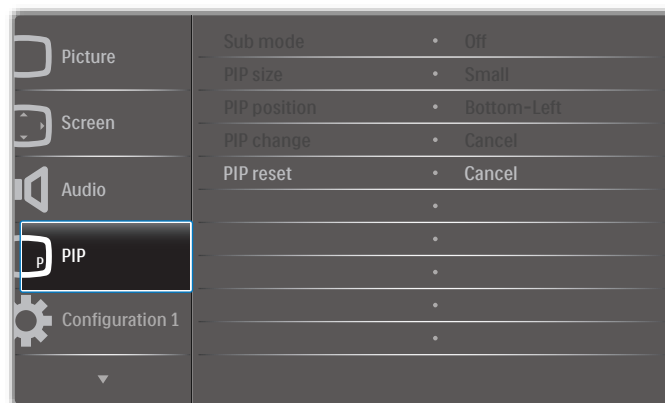 Picture
Screen
Audio
P
PIP
Configuration 1
Sub mode • Off
PIP size • Small
PIP position • Bottom-Left
PIP change • Cancel
PIP reset • Cancel
•
•
•
•
•